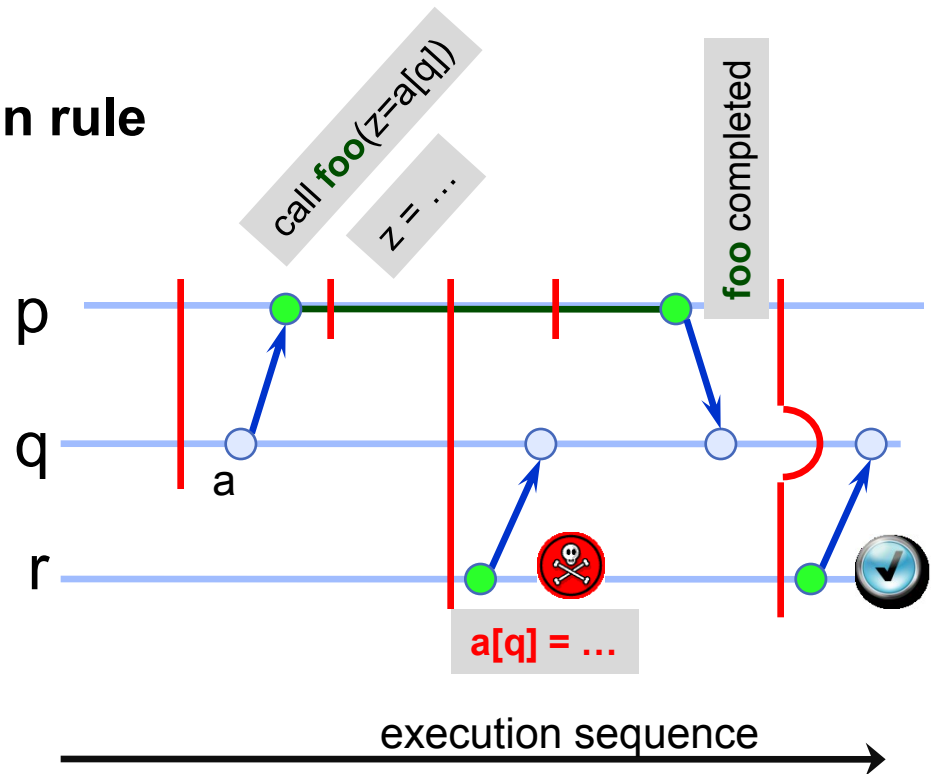 n rule
call foo(z=a[q])
z = …
foo completed
p
q
a
r
a[q] = …
execution sequence